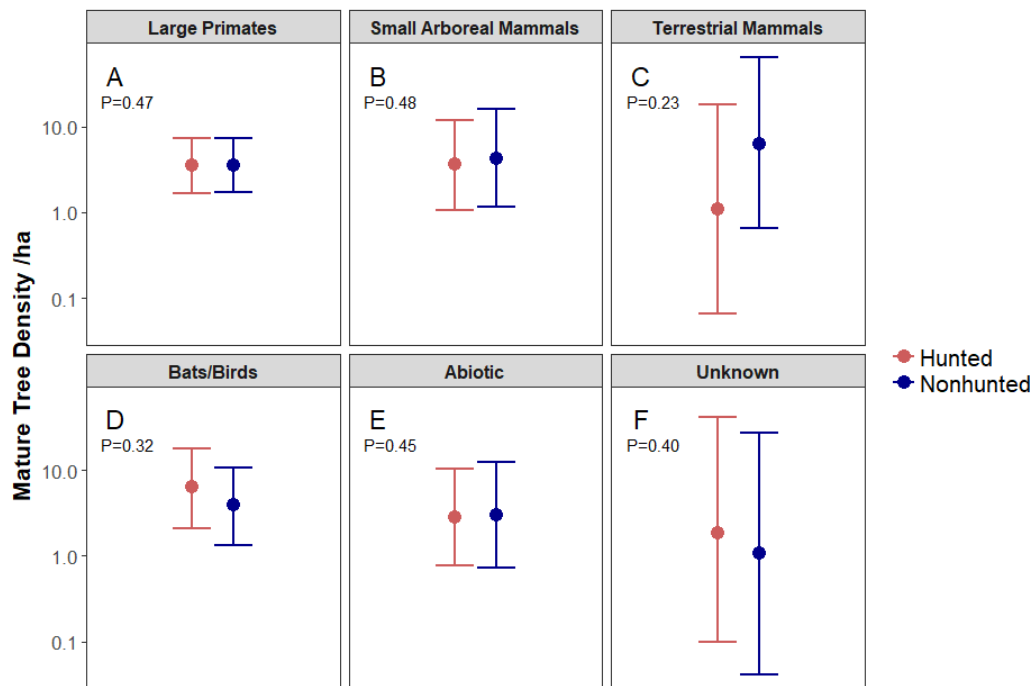 Large Primates
Small Arboreal Mammals
Terrestrial Mammals
A
P=0.47
B
P=0.48
C
P=0.23
10.0
1.0
0.1
Mature Tree Density /ha
Hunted
Nonhunted
Bats/Birds
Abiotic
Unknown
D
P=0.32
E
P=0.45
F
P=0.40
10.0
1.0
0.1